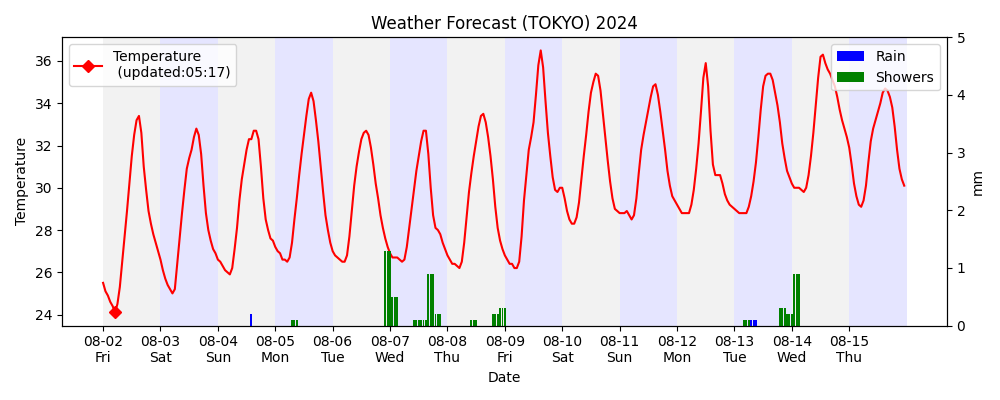 Weather Forecast (TOKYO) 2024
Temperature
(updated:05:17)
Rain
Showers
Temperature
36
34
32
30
28
26
24
5
4
3
2
1
0
mm
08-02 08-03 08-04 08-05 08-06 08-07 08-08 08-09 08-10 08-11 08-12 08-13 08-14 08-15
Fri Sat Sun Mon Tue Wed Thu Fri Sat Sun Mon Tue Wed Thu
Date